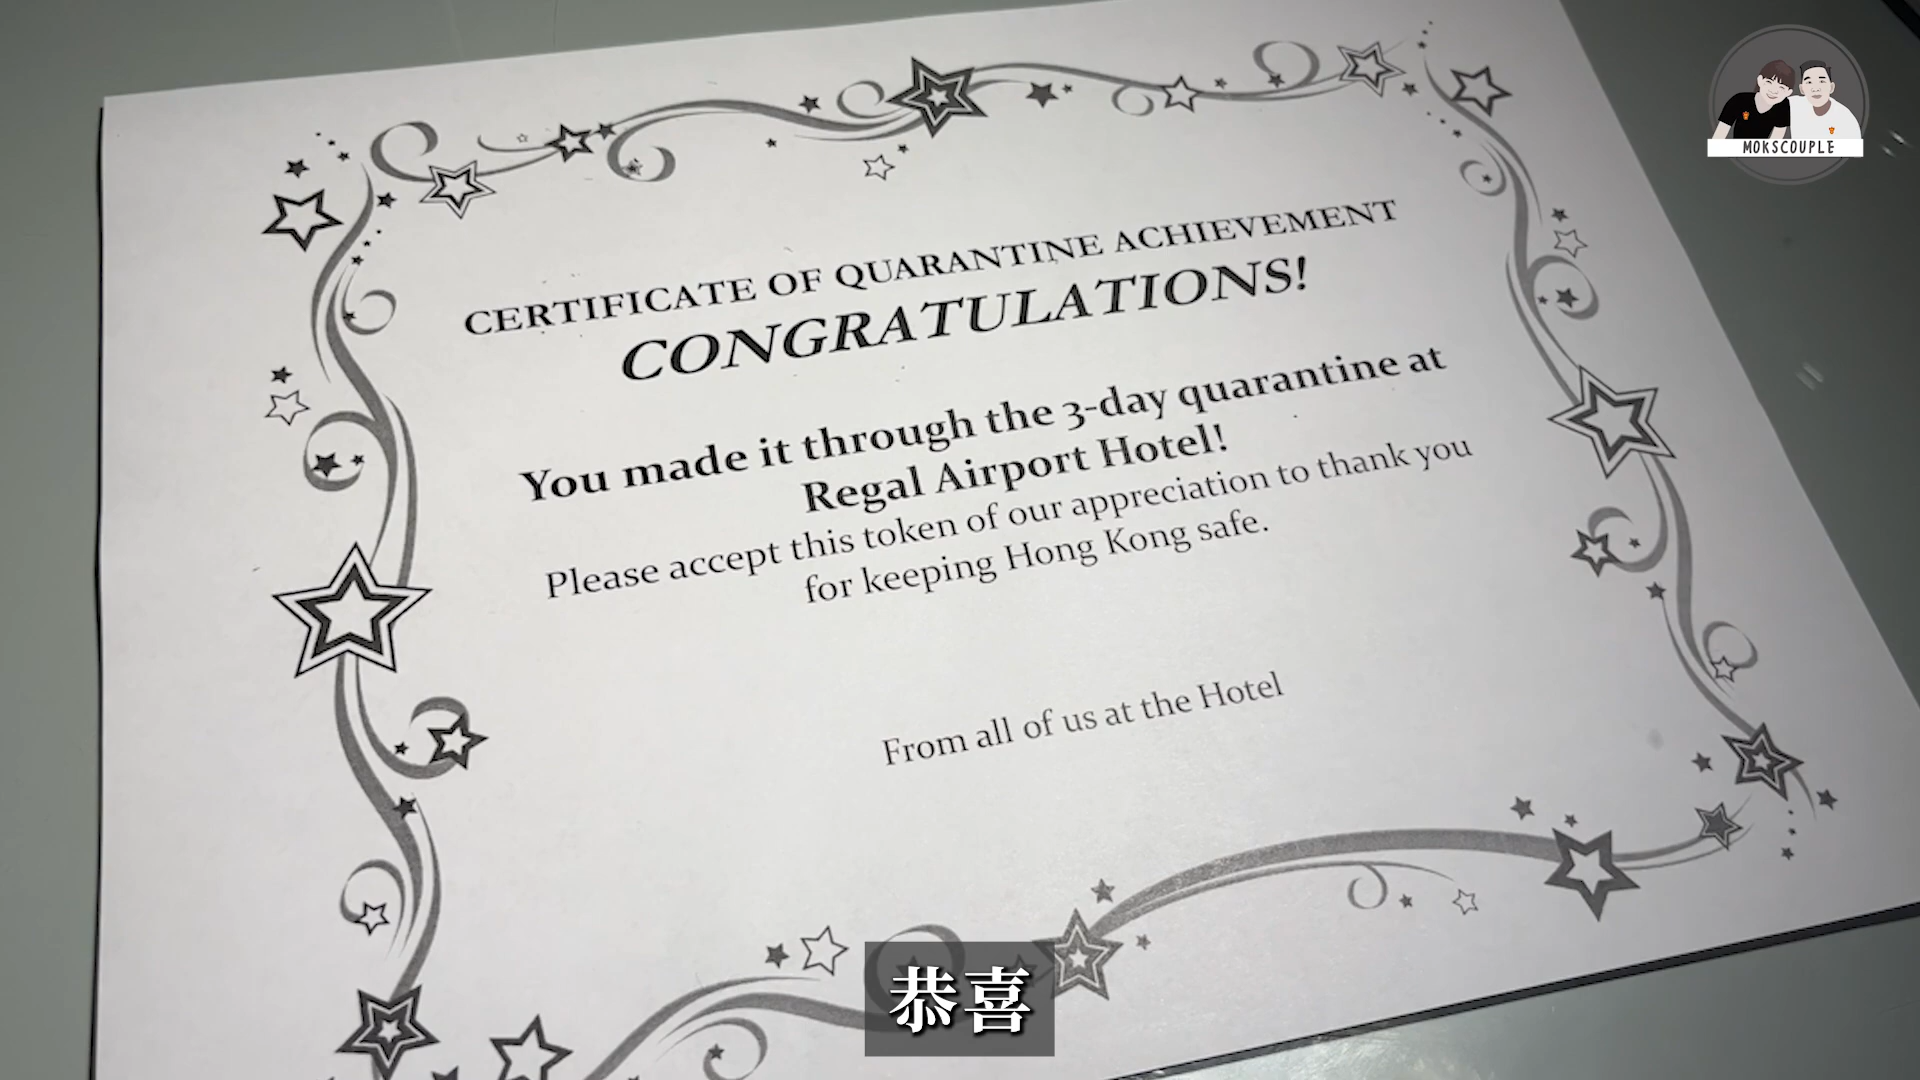 MOKSCOUPLE
CERTIFICATE OF QUARANTINE ACHIEVEMENT
CONGRATULATIONS!
You made it through the 3-day quarantine at
Regal Airport Hotel!
Please accept this token of our appreciation to thank you
for keeping Hong Kong safe.
From all of us at the Hotel
恭喜